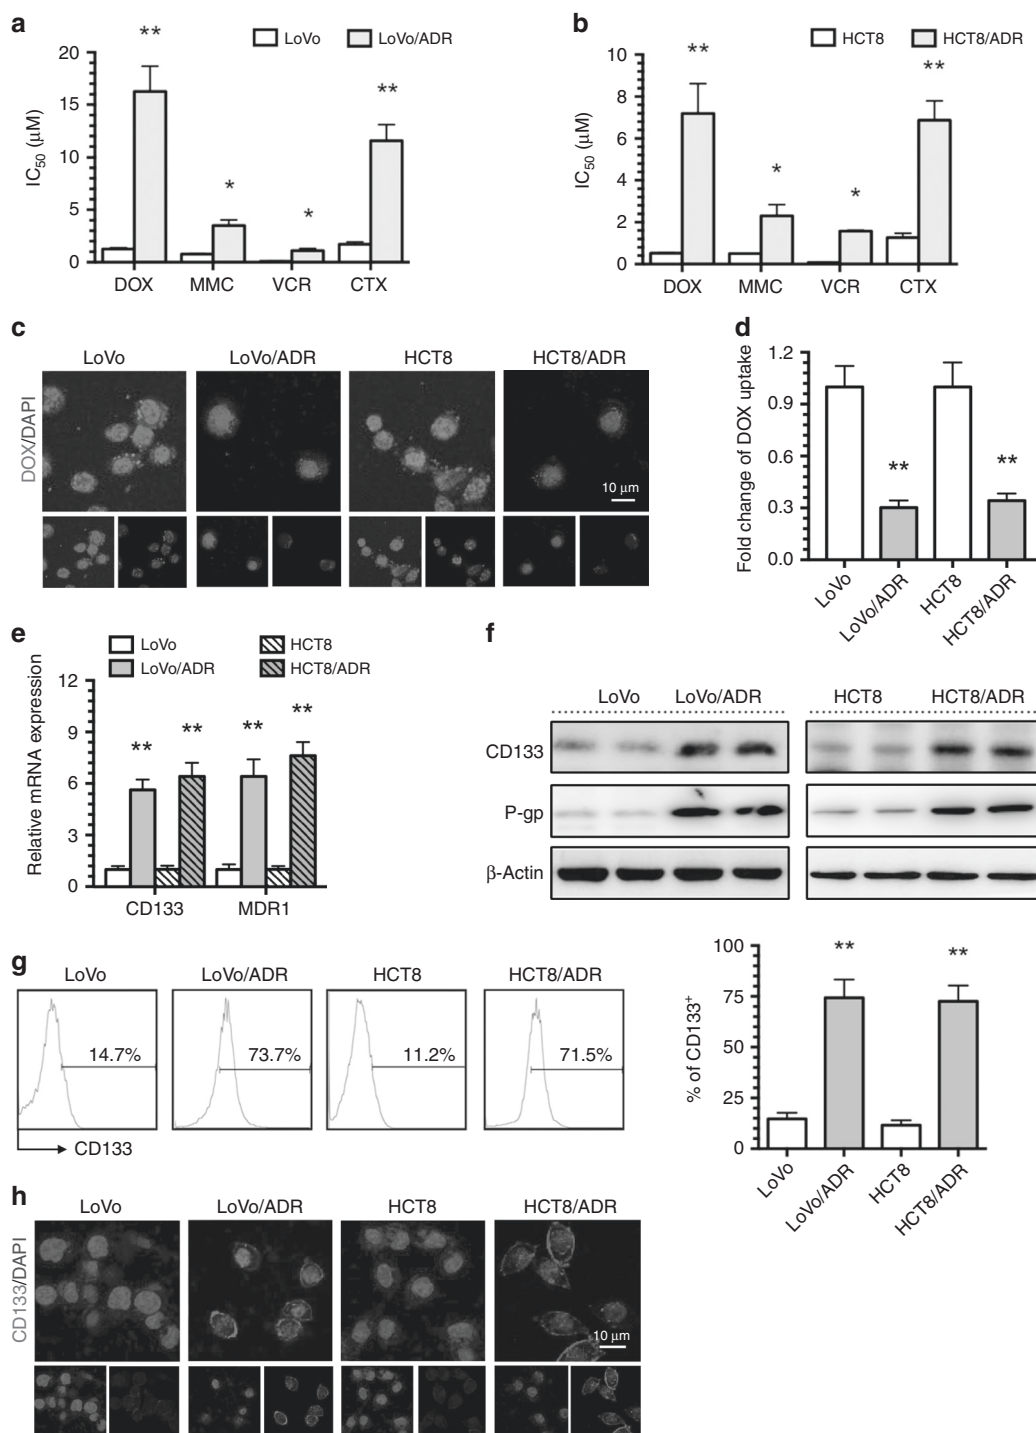 a
LoVo
LoVo/ADR
IC50 (μM)
20
15
10
5
0
**
*
*
**
DOX
MMC
VCR
CTX
b
HCT8
HCT8/ADR
IC50 (μM)
10
8
6
4
2
0
**
*
*
**
DOX
MMC
VCR
CTX
c
LoVo
LoVo/ADR
HCT8
HCT8/ADR
DOX/DAPI
10 μm
d
Fold change of DOX uptake
1.2
0.9
0.6
0.3
0.0
**
**
LoVo
LoVo/ADR
HCT8
HCT8/ADR
e
LoVo
HCT8
LoVo/ADR
HCT8/ADR
Relative mRNA expression
12
9
6
3
0
**
**
**
**
CD133
MDR1
f
LoVo
LoVo/ADR
HCT8
HCT8/ADR
CD133
P-gp
β-Actin
g
LoVo
LoVo/ADR
HCT8
HCT8/ADR
14.7%
73.7%
11.2%
71.5%
CD133
% of CD133+
100
75
50
25
0
**
**
LoVo
LoVo/ADR
HCT8
HCT8/ADR
h
LoVo
LoVo/ADR
HCT8
HCT8/ADR
CD133/DAPI
10 μm